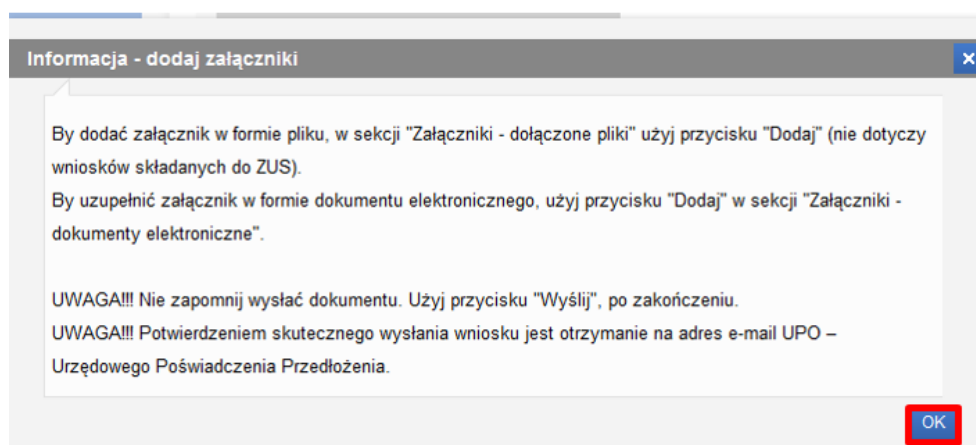 Informacja - dodaj załączniki
By dodać załącznik w formie pliku, w sekcji "Załączniki - dołączone pliki" użyj przycisku "Dodaj" (nie dotyczy
wniosków składanych do ZUS).
By uzupełnić załącznik w formie dokumentu elektronicznego, użyj przycisku "Dodaj" w sekcji "Załączniki -
dokumenty elektroniczne".
UWAGA!!! Nie zapomnij wysłać dokumentu. Użyj przycisku "Wyślij", po zakończeniu.
UWAGA!!! Potwierdzeniem skutecznego wysłania wniosku jest otrzymanie na adres e-mail UPO –
Urzędowego Poświadczenia Przedłożenia.
OK